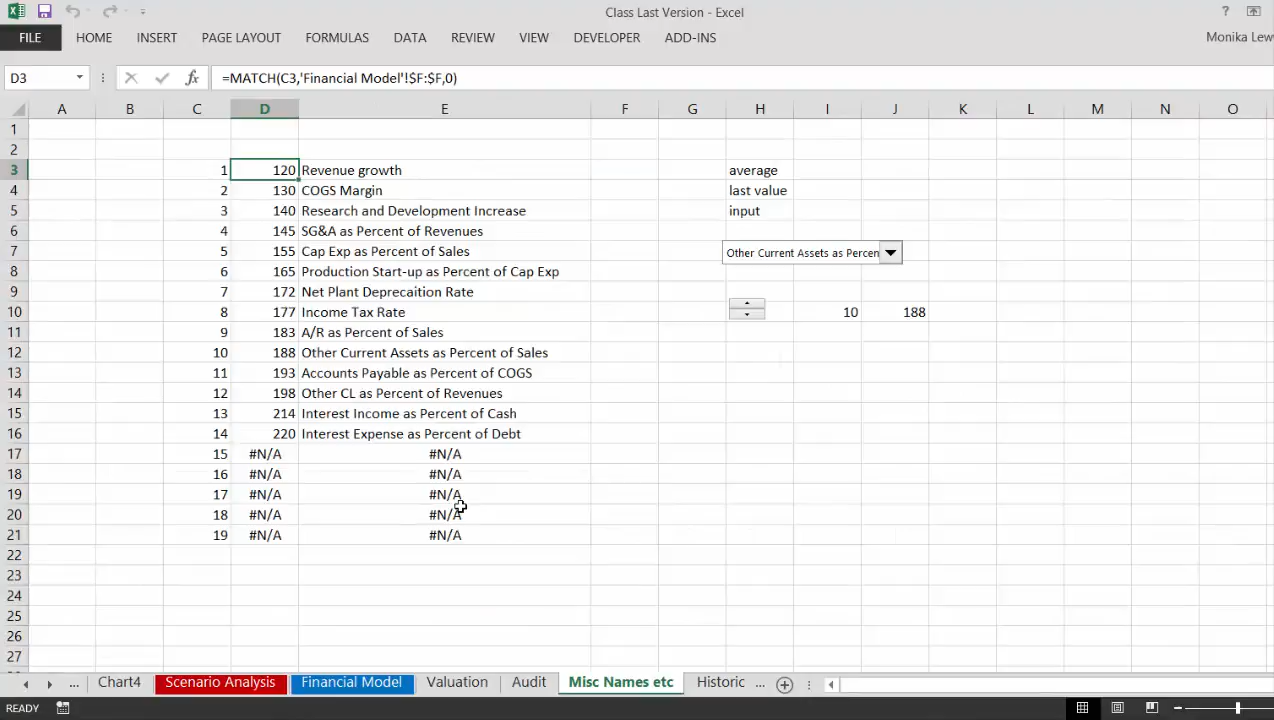 Class Last Version - Excel
?
FILE HOME INSERT PAGE LAYOUT FORMULAS DATA REVIEW VIEW DEVELOPER ADD-INS Monika Lew
D3 fx =MATCH(C3,'Financial Model'!$F:$F,0)
A B C D E F G H I J K L M N O
1
2
3 1 120 Revenue growth average
4 2 130 COGS Margin last value
5 3 140 Research and Development Increase input
6 4 145 SG&A as Percent of Revenues
7 5 155 Cap Exp as Percent of Sales Other Current Assets as Percen
8 6 165 Production Start-up as Percent of Cap Exp
9 7 172 Net Plant Deprecaition Rate
10 8 177 Income Tax Rate 10 188
11 9 183 A/R as Percent of Sales
12 10 188 Other Current Assets as Percent of Sales
13 11 193 Accounts Payable as Percent of COGS
14 12 198 Other CL as Percent of Revenues
15 13 214 Interest Income as Percent of Cash
16 14 220 Interest Expense as Percent of Debt
17 15 #N/A #N/A
18 16 #N/A #N/A
19 17 #N/A #N/A
20 18 #N/A #N/A
21 19 #N/A #N/A
22
23
24
25
26
27
... Chart4 Scenario Analysis Financial Model Valuation Audit Misc Names etc Historic ...
READY